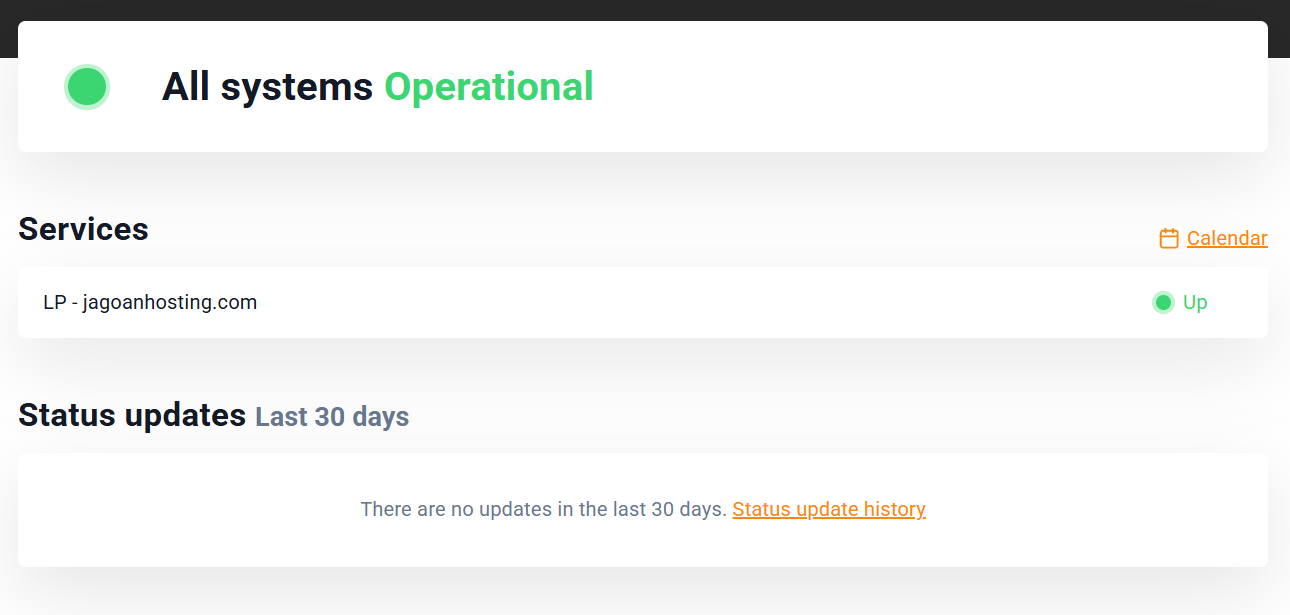 All systems Operational
Services
Calendar
LP - jagoanhosting.com
Up
Status updates Last 30 days
There are no updates in the last 30 days. Status update history